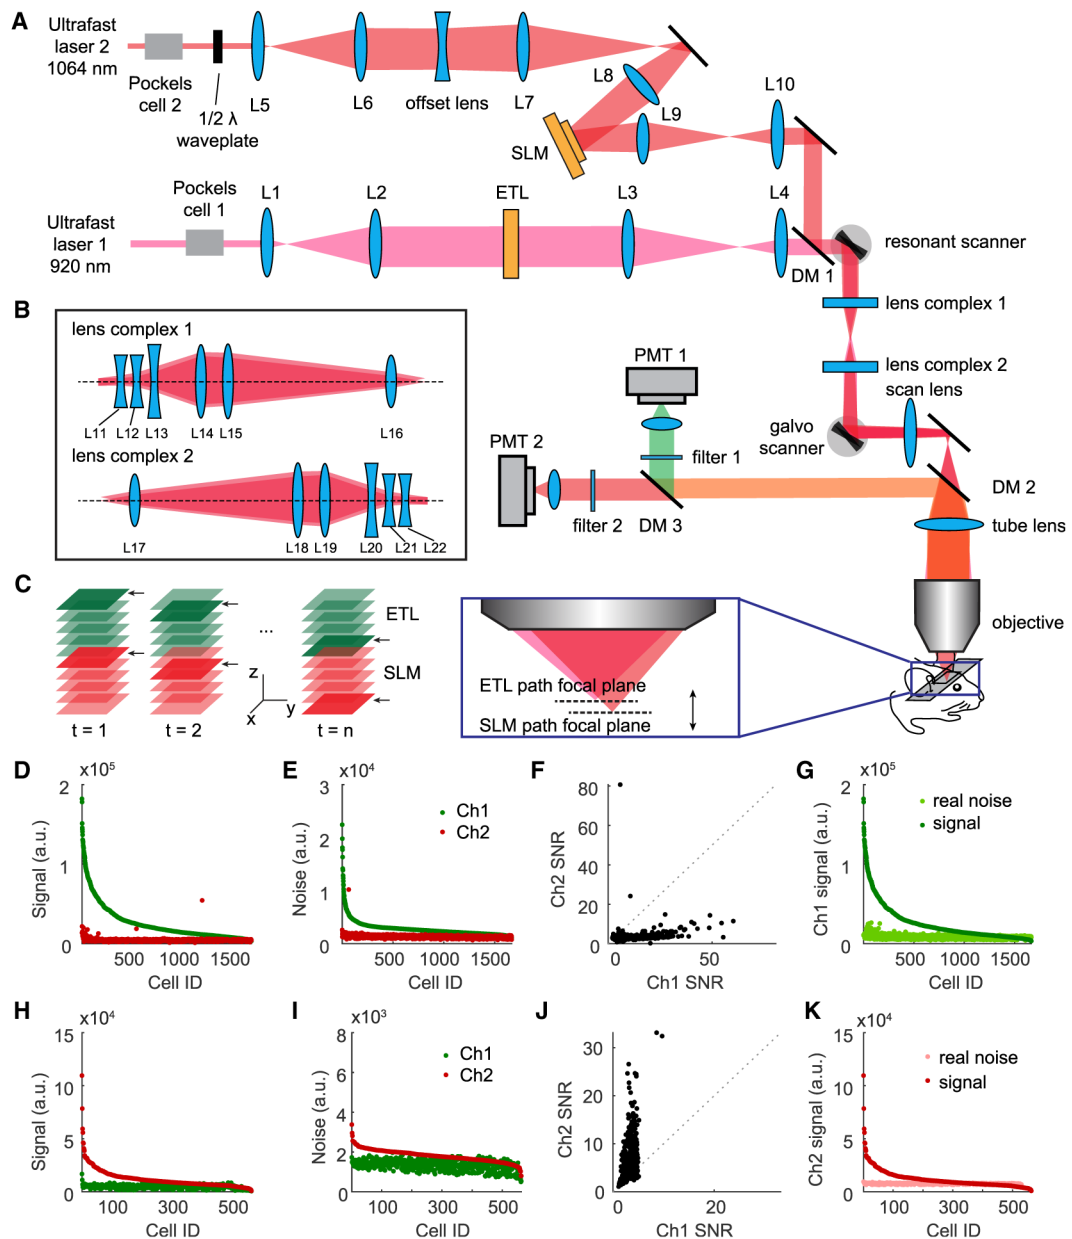 A
Ultrafast
laser 2
1064 nm
Pockels
cell 2
1/2 λ
waveplate
L5
L6
offset lens
L7
L8
L9
L10
SLM
Ultrafast
laser 1
920 nm
Pockels
cell 1
L1
L2
ETL
L3
L4
DM 1
resonant scanner
lens complex 1
lens complex 2
scan lens
galvo
scanner
DM 2
tube lens
objective
PMT 1
filter 1
PMT 2
filter 2
DM 3
B
lens complex 1
L11
L12
L13
L14
L15
L16
lens complex 2
L17
L18
L19
L20
L21
L22
C
ETL
SLM
...
z
y
x
t = 1
t = 2
t = n
ETL path focal plane
SLM path focal plane
D
x10⁵
Signal (a.u.)
2
1
0
500
1500
Cell ID
E
x10⁴
Noise (a.u.)
3
2
1
0
500
1500
Cell ID
Ch1
Ch2
F
Ch2 SNR
80
60
40
20
0
0
50
Ch1 SNR
G
x10⁵
Ch1 signal (a.u.)
2
1
0
500
1000
1500
Cell ID
real noise
signal
H
x10⁴
Signal (a.u.)
15
10
5
0
100
300
500
Cell ID
I
x10³
Noise (a.u.)
8
6
4
2
0
100
300
500
Cell ID
Ch1
Ch2
J
Ch2 SNR
30
20
10
0
0
20
Ch1 SNR
K
x10⁴
Ch2 signal (a.u.)
15
10
5
0
100
300
500
Cell ID
real noise
signal